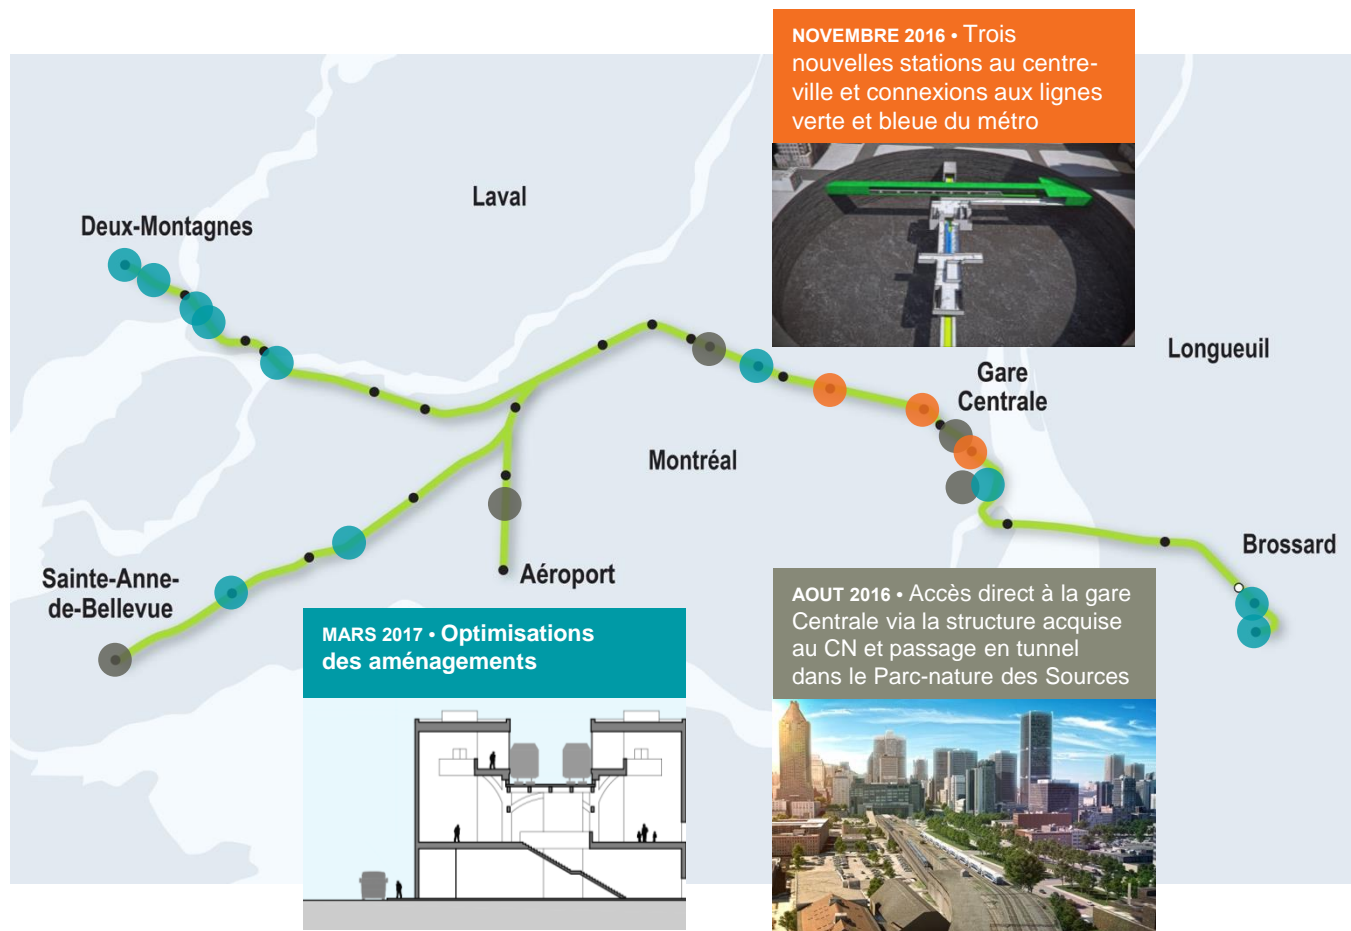 NOVEMBRE 2016 • Trois
nouvelles stations au centre-
ville et connexions aux lignes
verte et bleue du métro
Laval
Deux-Montagnes
Longueuil
Gare
Centrale
Montréal
Brossard
Aéroport
Sainte-Anne-
de-Bellevue
MARS 2017 • Optimisations
des aménagements
AOUT 2016 • Accès direct à la gare
Centrale via la structure acquise
au CN et passage en tunnel
dans le Parc-nature des Sources